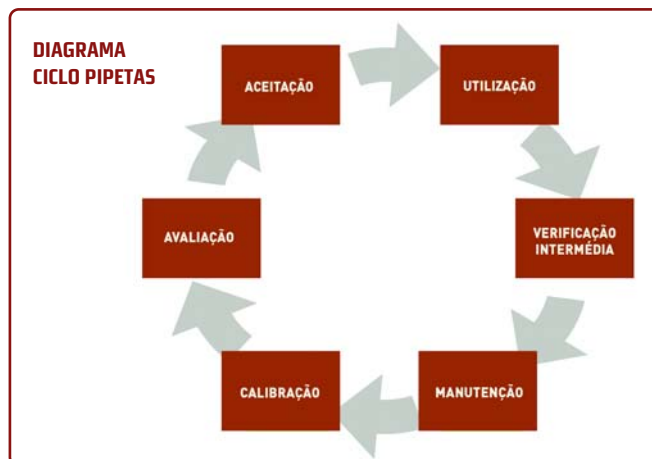 DIAGRAMA
CICLO PIPETAS
ACEITAÇÃO
UTILIZAÇÃO
VERIFICAÇÃO
INTERMÉDIA
MANUTENÇÃO
CALIBRAÇÃO
AVALIAÇÃO